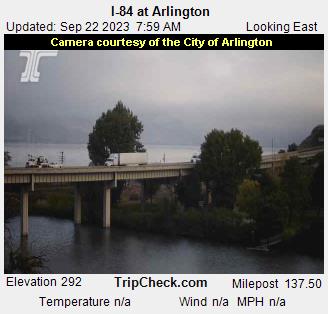 I-84 at Arlington
Updated: Sep 22 2023 7:59 AM Looking East
Camera courtesy of the City of Arlington
Elevation 292 TripCheck.com Milepost 137.50
Temperature n/a Wind n/a MPH n/a